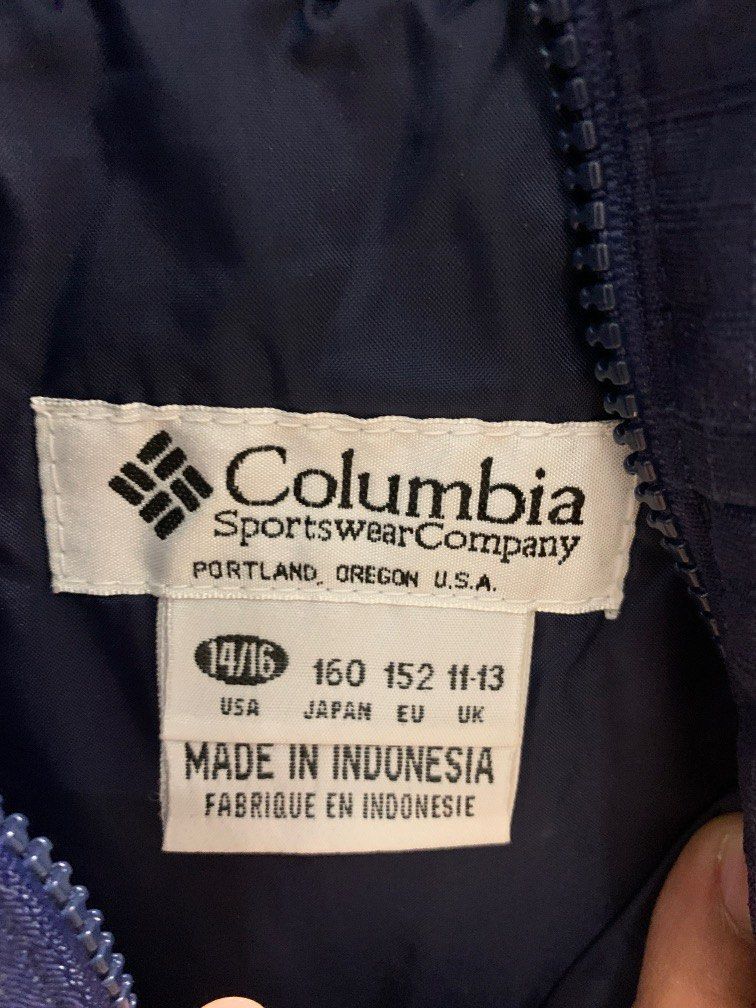 Columbia
SportswearCompany
PORTLAND, OREGON U.S.A.
14/16 160 152 11-13
USA JAPAN EU UK
MADE IN INDONESIA
FABRIQUE EN INDONESIE